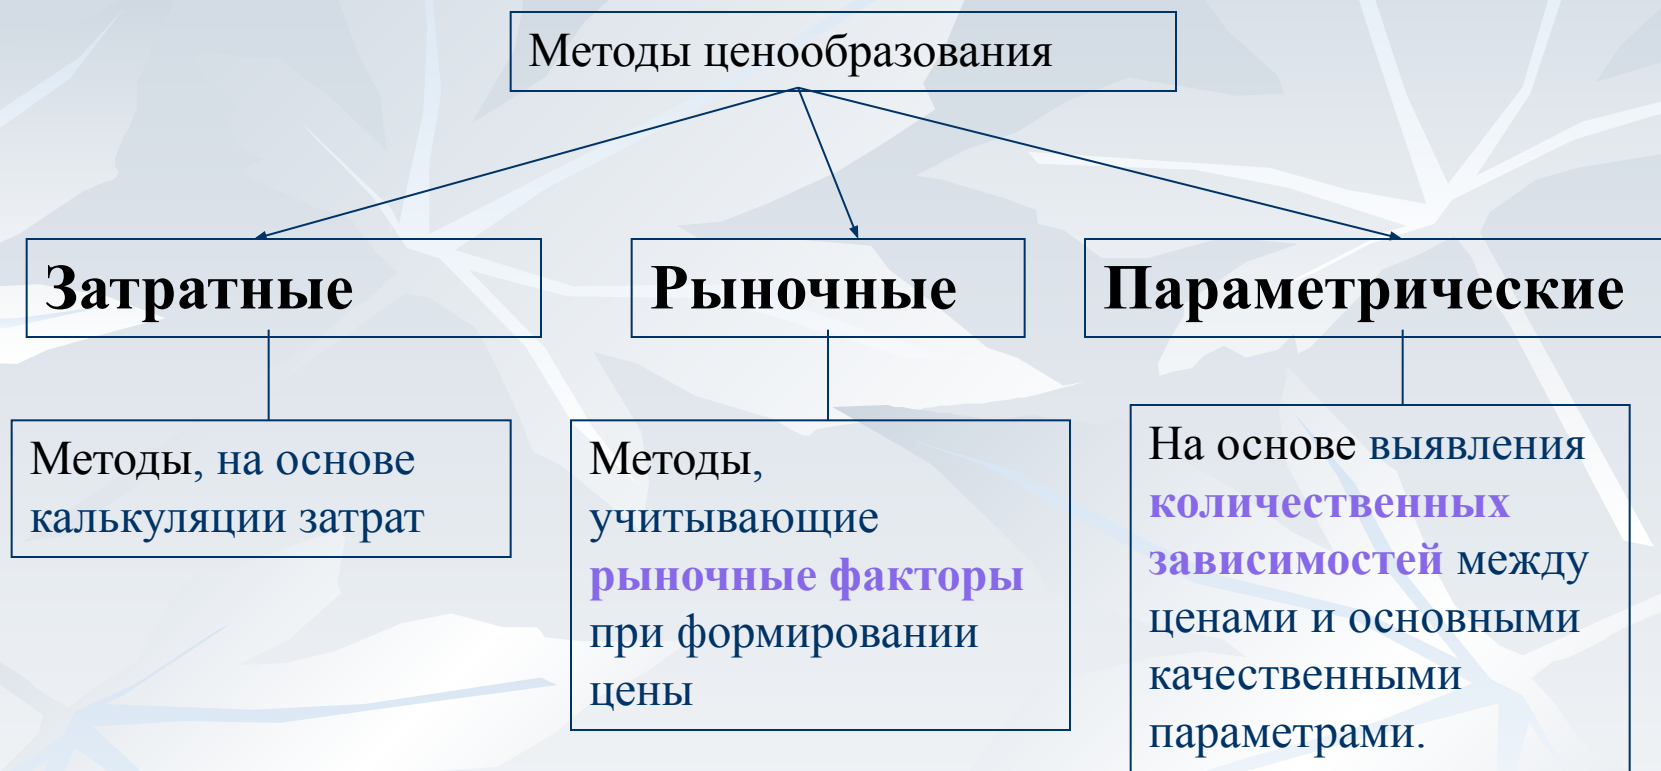 Методы ценообразования
Затратные
Рыночные
Параметрические
Методы, на основе
калькуляции затрат
Методы,
учитывающие
рыночные факторы
при формировании
цены
На основе выявления
количественных
зависимостей между
ценами и основными
качественными
параметрами.